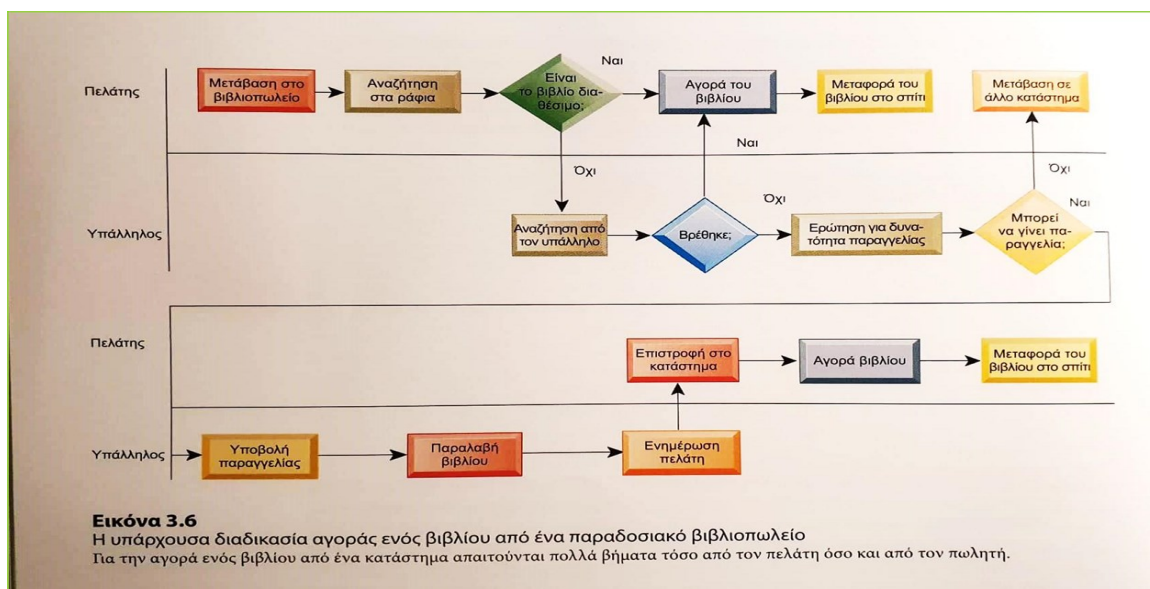 Πελάτης
Μετάβαση στο
βιβλιοπωλείο
Αναζήτηση
στα ράφια
Είναι
το βιβλίο δια-
θέσιμο;
Ναι
Αγορά του
βιβλίου
Μεταφορά του
βιβλίου στο σπίτι
Μετάβαση σε
άλλο κατάστημα
Όχι
Ναι
Υπάλληλος
Αναζήτηση από
τον υπάλληλο
Βρέθηκε;
Όχι
Ερώτηση για δυνα-
τότητα παραγγελίας
Μπορεί
να γίνει πα-
ραγγελία;
Όχι
Ναι
Πελάτης
Επιστροφή στο
κατάστημα
Αγορά βιβλίου
Μεταφορά του
βιβλίου στο σπίτι
Υπάλληλος
Υποβολή
παραγγελίας
Παραλαβή
βιβλίου
Ενημέρωση
πελάτη
Εικόνα 3.6
Η υπάρχουσα διαδικασία αγοράς ενός βιβλίου από ένα παραδοσιακό βιβλιοπωλείο
Για την αγορά ενός βιβλίου από ένα κατάστημα απαιτούνται πολλά βήματα τόσο από τον πελάτη όσο και από τον πωλητή.